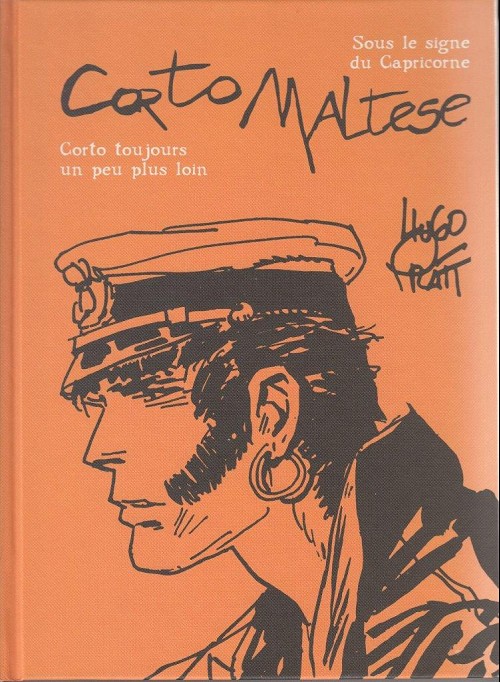 Sous le signe
du Capricorne
Corto Maltese
Corto toujours
un peu plus loin
Hugo
Pratt